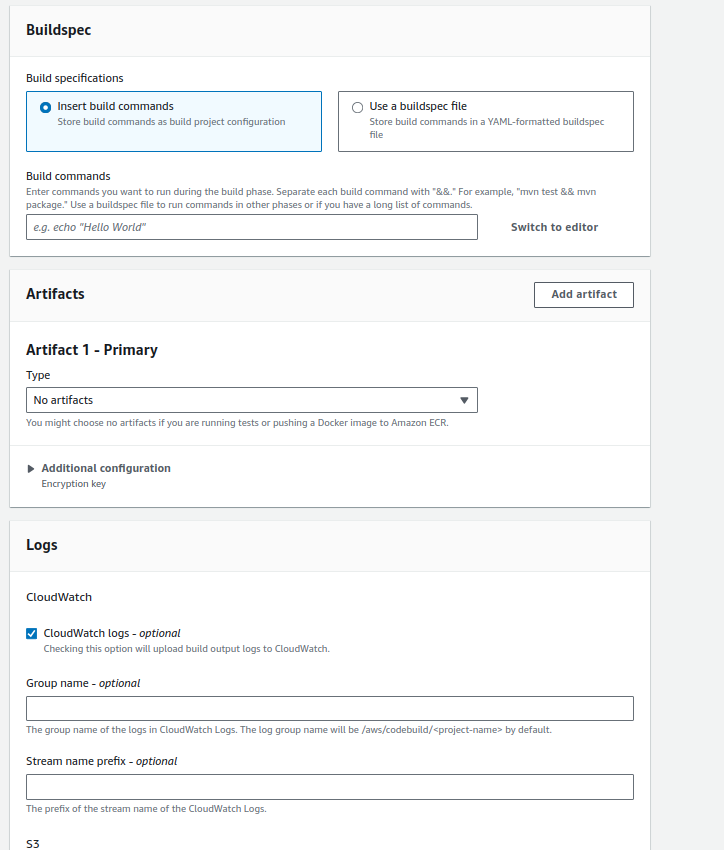 Buildspec
Build specifications
Insert build commands
Store build commands as build project configuration
Use a buildspec file
Store build commands in a YAML-formatted buildspec
file
Build commands
Enter commands you want to run during the build phase. Separate each build command with "&&." For example, "mvn test && mvn
package." Use a buildspec file to run commands in other phases or if you have a long list of commands.
e.g. echo "Hello World"
Switch to editor
Artifacts
Add artifact
Artifact 1 - Primary
Type
No artifacts
You might choose no artifacts if you are running tests or pushing a Docker image to Amazon ECR.
Additional configuration
Encryption key
Logs
CloudWatch
CloudWatch logs - optional
Checking this option will upload build output logs to CloudWatch.
Group name - optional
The group name of the logs in CloudWatch Logs. The log group name will be /aws/codebuild/<project-name> by default.
Stream name prefix - optional
The prefix of the stream name of the CloudWatch Logs.
S3